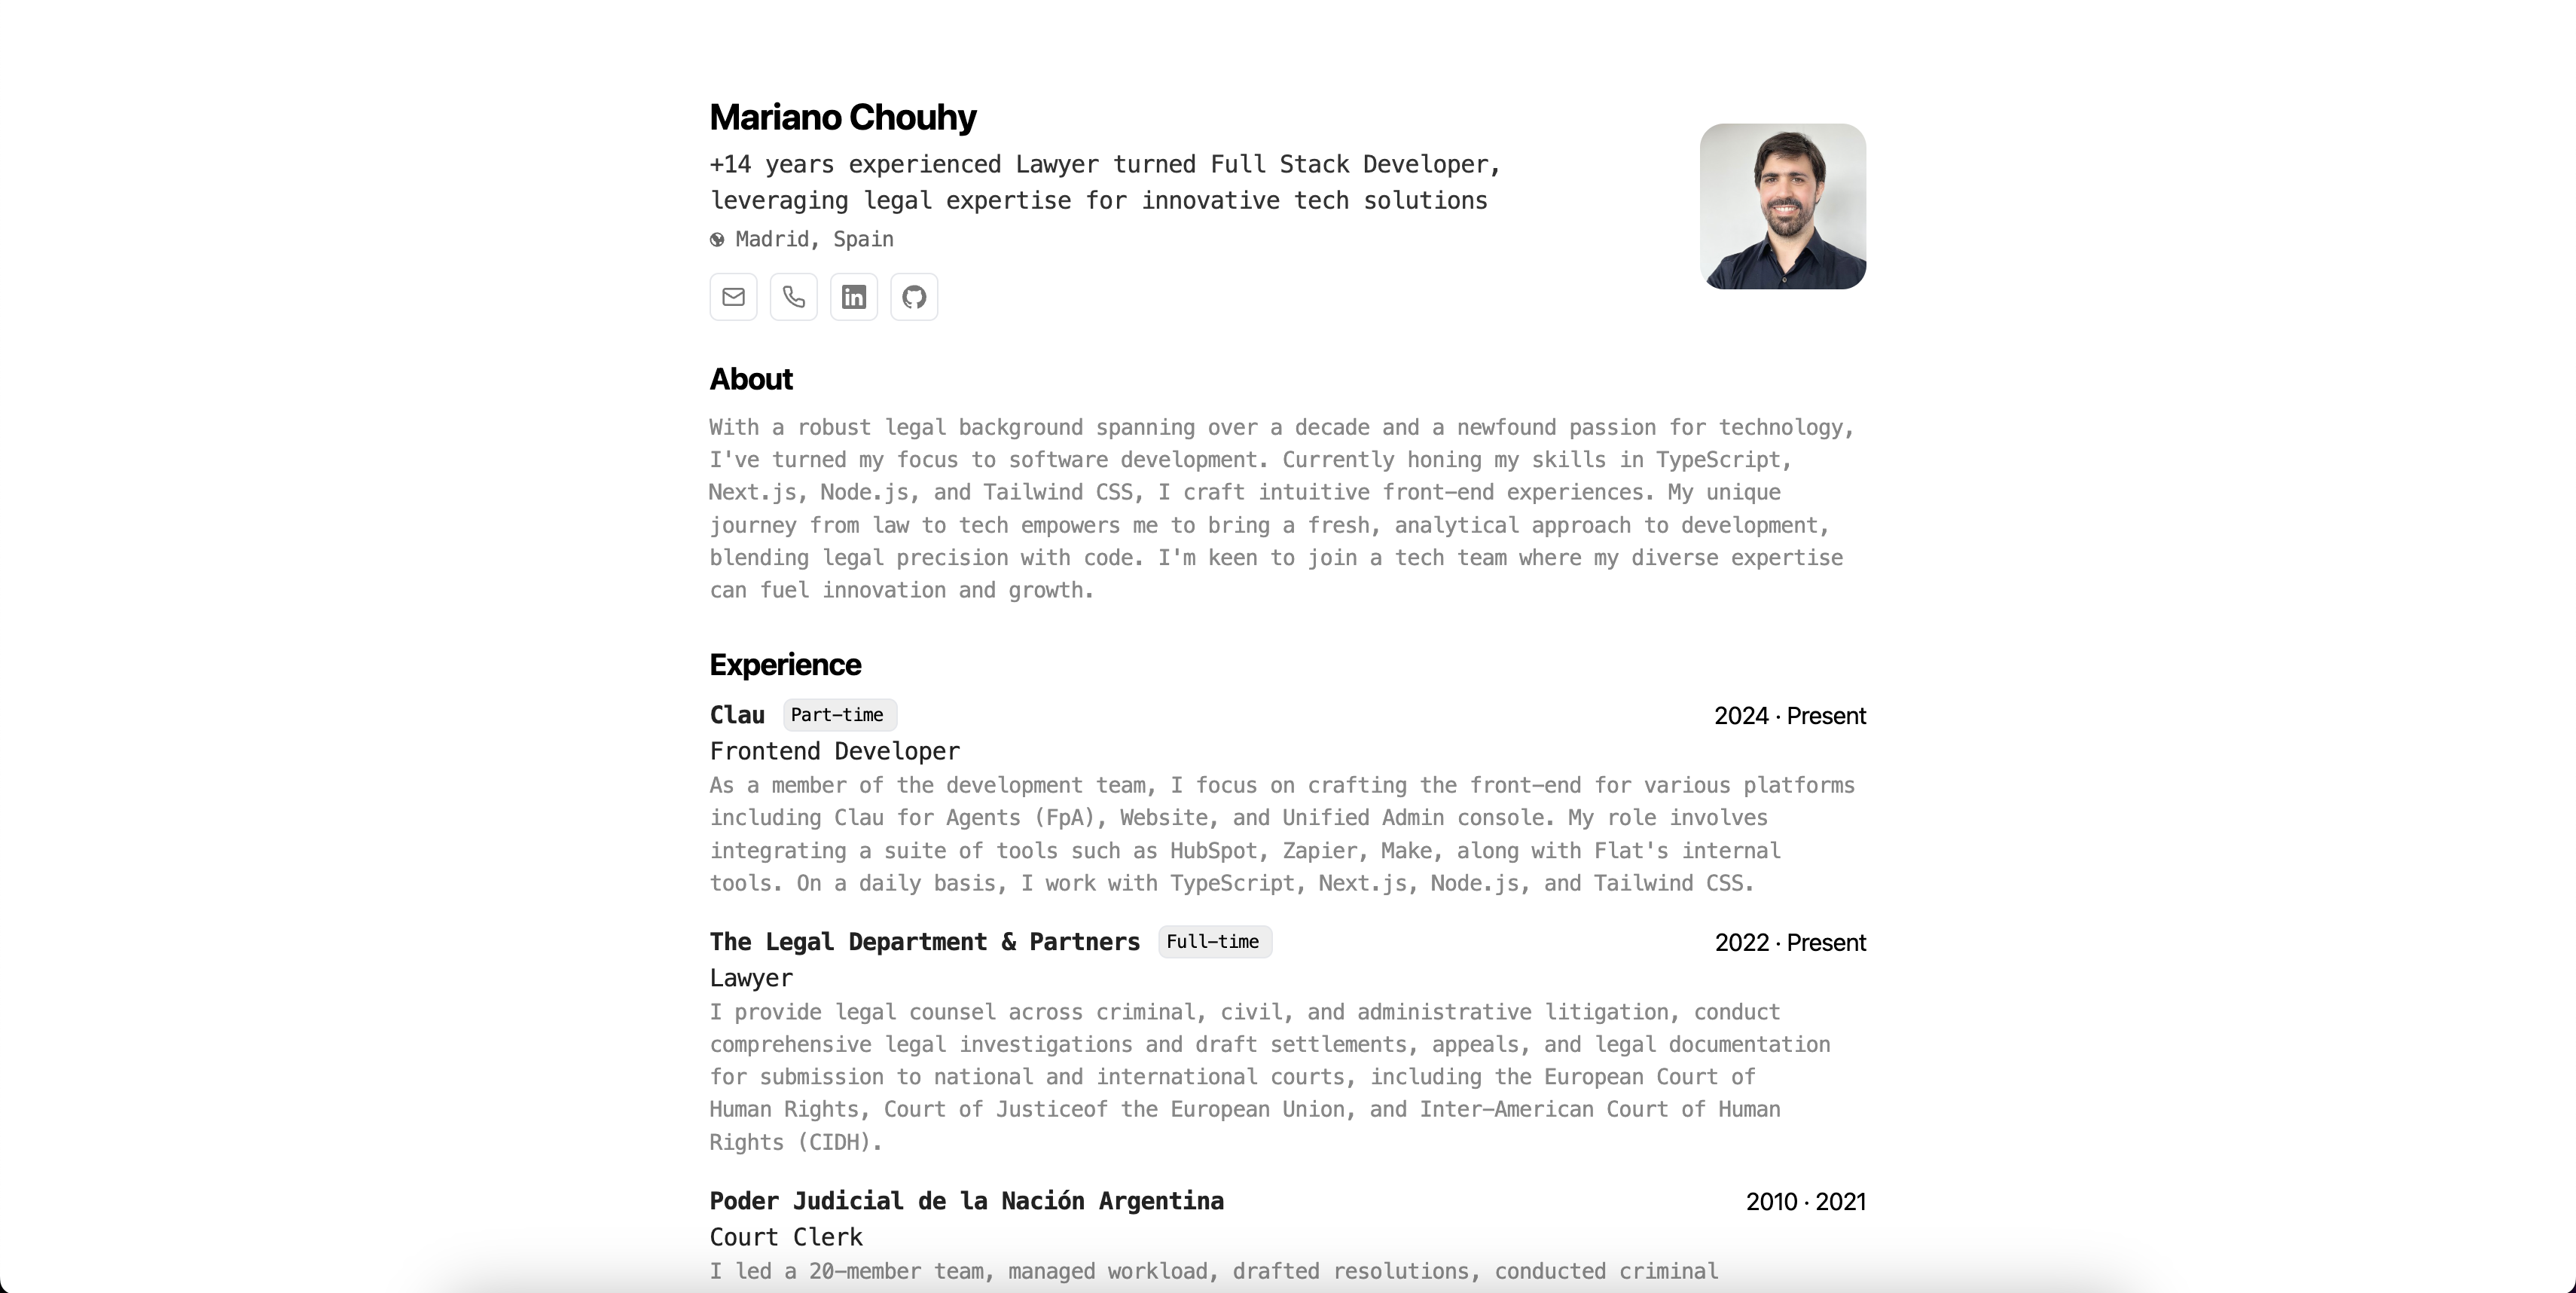 Mariano Chouhy
+14 years experienced Lawyer turned Full Stack Developer,
leveraging legal expertise for innovative tech solutions
Madrid, Spain
in
About
With a robust legal background spanning over a decade and a newfound passion for technology,
I've turned my focus to software development. Currently honing my skills in TypeScript,
Next.js, Node.js, and Tailwind CSS, I craft intuitive front-end experiences. My unique
journey from law to tech empowers me to bring a fresh, analytical approach to development,
blending legal precision with code. I'm keen to join a tech team where my diverse expertise
can fuel innovation and growth.
Experience
Clau Part-time 2024 · Present
Frontend Developer
As a member of the development team, I focus on crafting the front-end for various platforms
including Clau for Agents (FpA), Website, and Unified Admin console. My role involves
integrating a suite of tools such as HubSpot, Zapier, Make, along with Flat's internal
tools. On a daily basis, I work with TypeScript, Next.js, Node.js, and Tailwind CSS.
The Legal Department & Partners Full-time 2022 · Present
Lawyer
I provide legal counsel across criminal, civil, and administrative litigation, conduct
comprehensive legal investigations and draft settlements, appeals, and legal documentation
for submission to national and international courts, including the European Court of
Human Rights, Court of Justiceof the European Union, and Inter-American Court of Human
Rights (CIDH).
Poder Judicial de la Nación Argentina 2010 · 2021
Court Clerk
I led a 20-member team, managed workload, drafted resolutions, conducted criminal